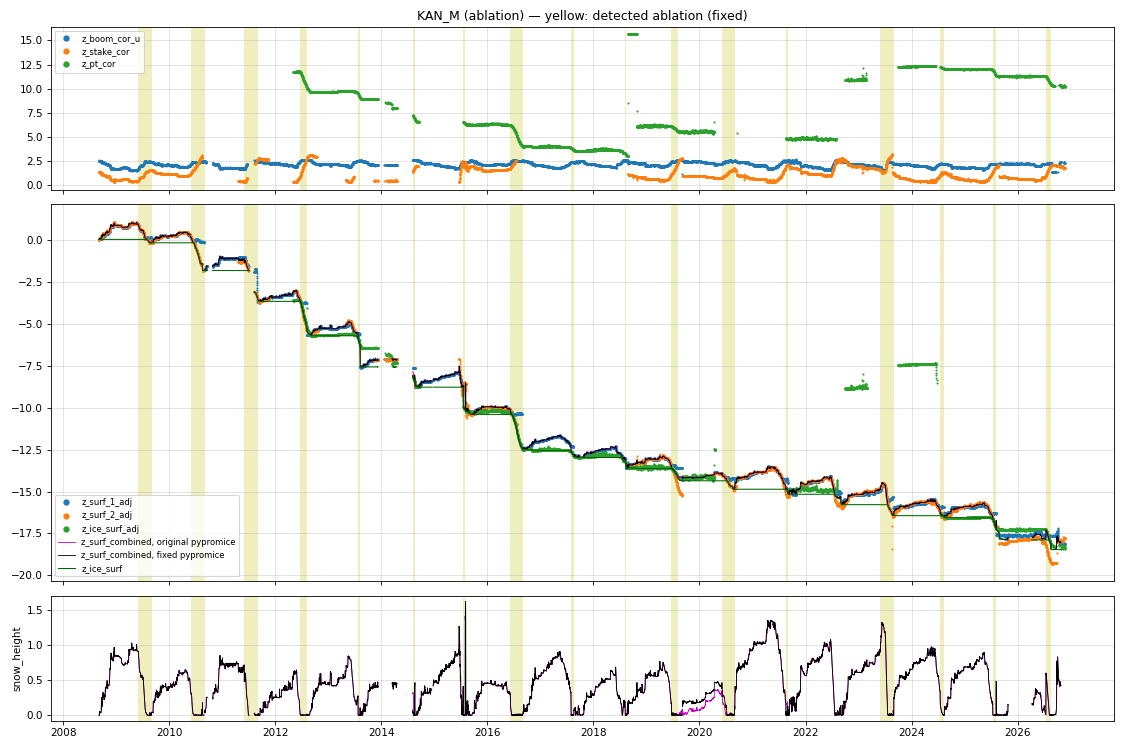 KAN_M (ablation) — yellow: detected ablation (fixed)
15.0
12.5
10.0
7.5
5.0
2.5
0.0
z_boom_cor_u
z_stake_cor
z_pt_cor
0.0
−2.5
−5.0
−7.5
−10.0
−12.5
−15.0
−17.5
−20.0
z_surf_1_adj
z_surf_2_adj
z_ice_surf_adj
z_surf_combined, original pypromice
z_surf_combined, fixed pypromice
z_ice_surf
snow_height
1.5
1.0
0.5
0.0
2008 2010 2012 2014 2016 2018 2020 2022 2024 2026